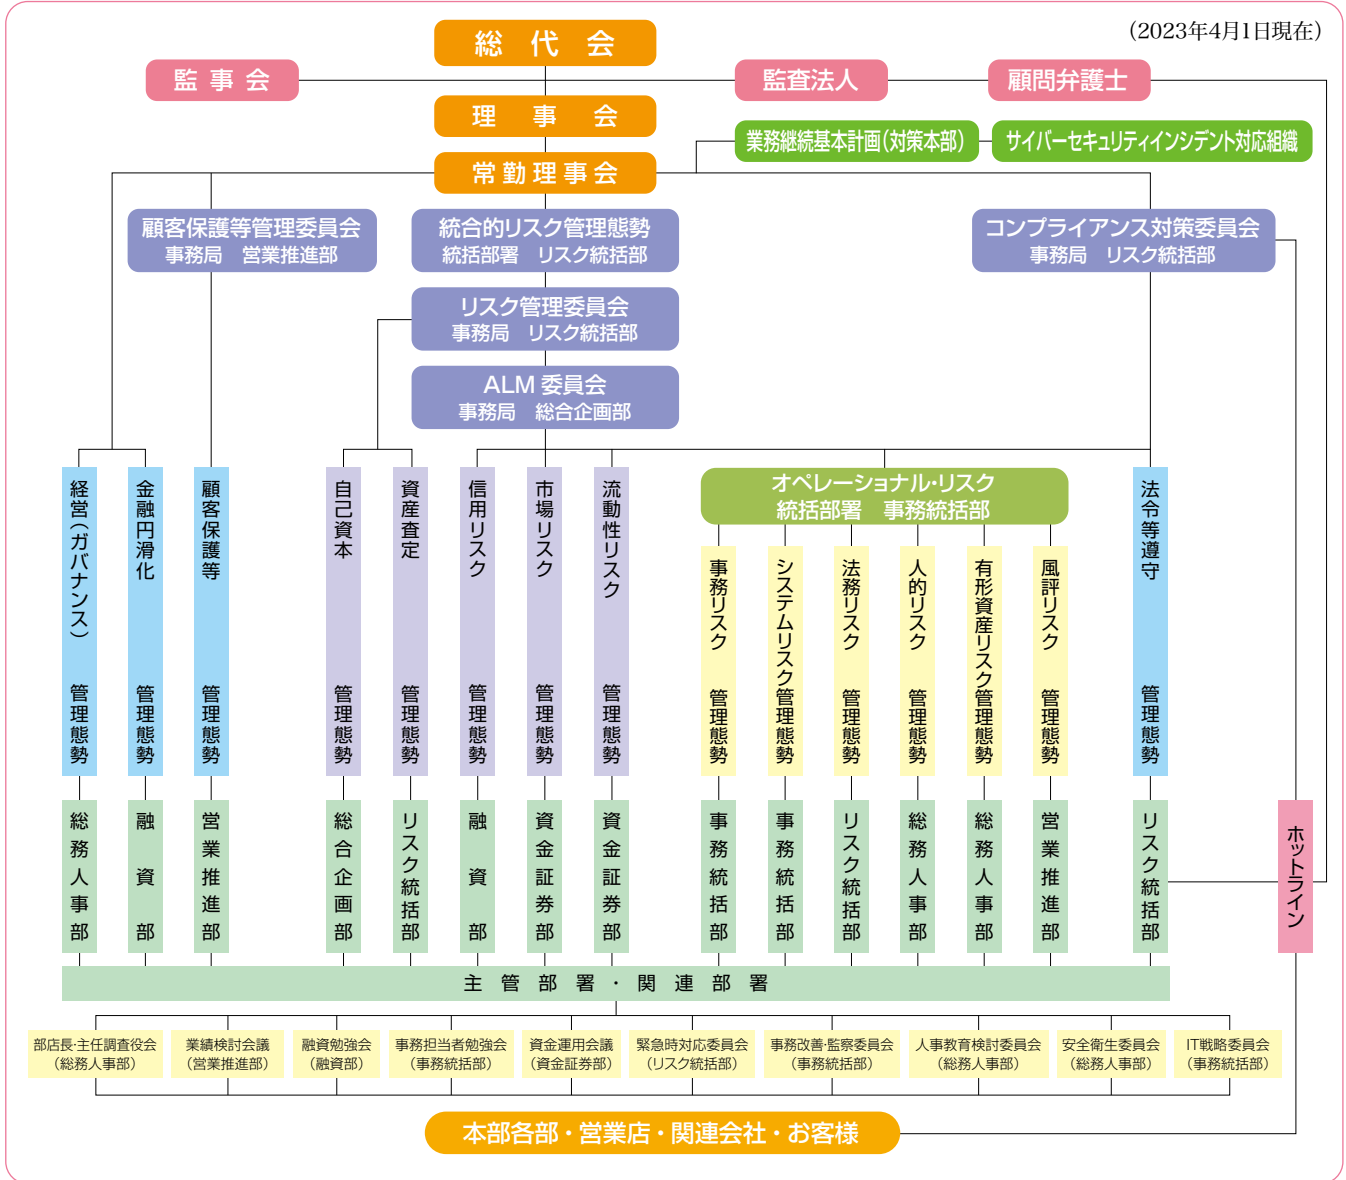 （2023年4月1日現在）
総代会
監事会
監査法人
顧問弁護士
理事会
業務継続基本計画（対策本部）
サイバーセキュリティインシデント対応組織
常勤理事会
顧客保護等管理委員会
事務局　営業推進部
統合的リスク管理態勢
統括部署　リスク統括部
コンプライアンス対策委員会
事務局　リスク統括部
リスク管理委員会
事務局　リスク統括部
ALM 委員会
事務局　総合企画部
経営（ガバナンス）　管理態勢
金融円滑化　管理態勢
顧客保護等　管理態勢
自己資本　管理態勢
資産査定　管理態勢
信用リスク　管理態勢
市場リスク　管理態勢
流動性リスク　管理態勢
オペレーショナル・リスク
統括部署　事務統括部
事務リスク　管理態勢
システムリスク管理態勢
法務リスク　管理態勢
人的リスク　管理態勢
有形資産リスク管理態勢
風評リスク　管理態勢
法令等遵守　管理態勢
総務人事部
融資部
営業推進部
総合企画部
リスク統括部
融資部
資金証券部
資金証券部
事務統括部
事務統括部
リスク統括部
総務人事部
総務人事部
営業推進部
リスク統括部
ホットライン
主管部署・関連部署
部店長・主任調査役会
（総務人事部）
業績検討会議
（営業推進部）
融資勉強会
（融資部）
事務担当者勉強会
（事務統括部）
資金運用会議
（資金証券部）
緊急時対応委員会
（リスク統括部）
事務改善・監察委員会
（事務統括部）
人事教育検討委員会
（総務人事部）
安全衛生委員会
（総務人事部）
IT戦略委員会
（事務統括部）
本部各部・営業店・関連会社・お客様